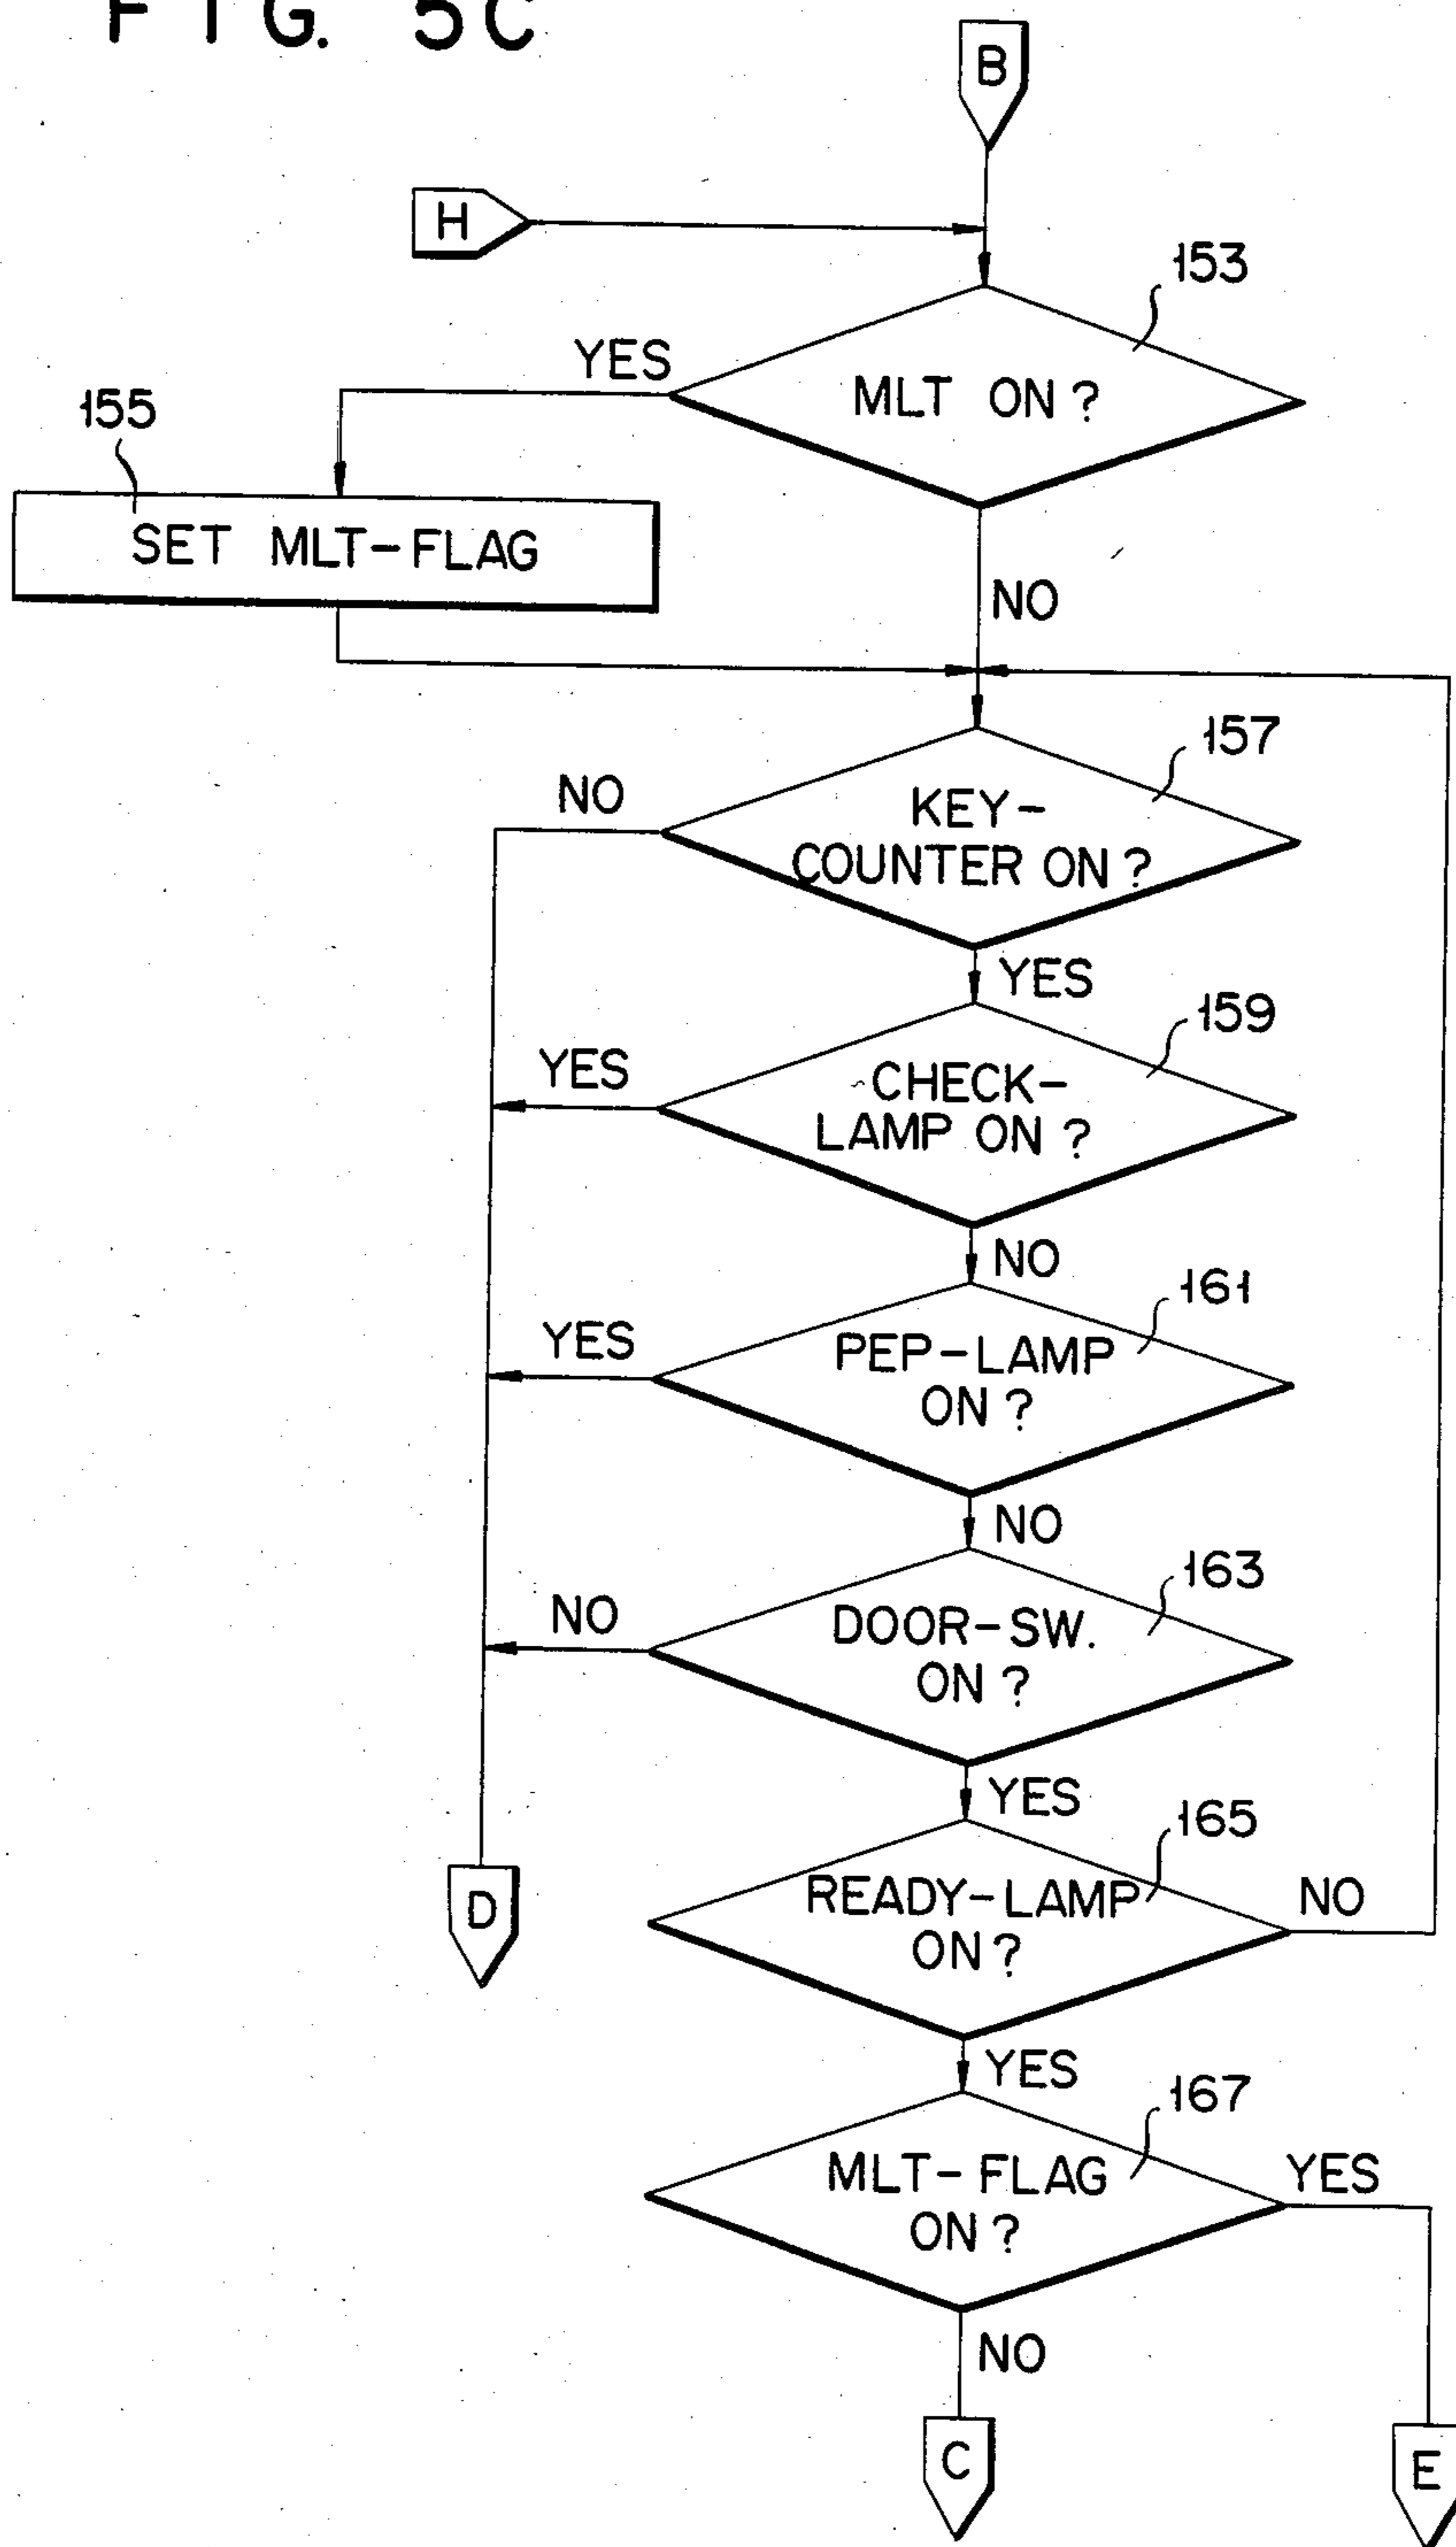 FIG. 5C
B
H
153
YES
MLT ON ?
155
SET MLT-FLAG
NO
157
NO
KEY-
COUNTER ON ?
YES
159
YES
CHECK-
LAMP ON ?
NO
161
YES
PEP-LAMP
ON ?
NO
163
NO
DOOR-SW.
ON ?
YES
165
READY-LAMP
ON ?
NO
D
YES
167
MLT-FLAG
ON ?
YES
NO
C
E